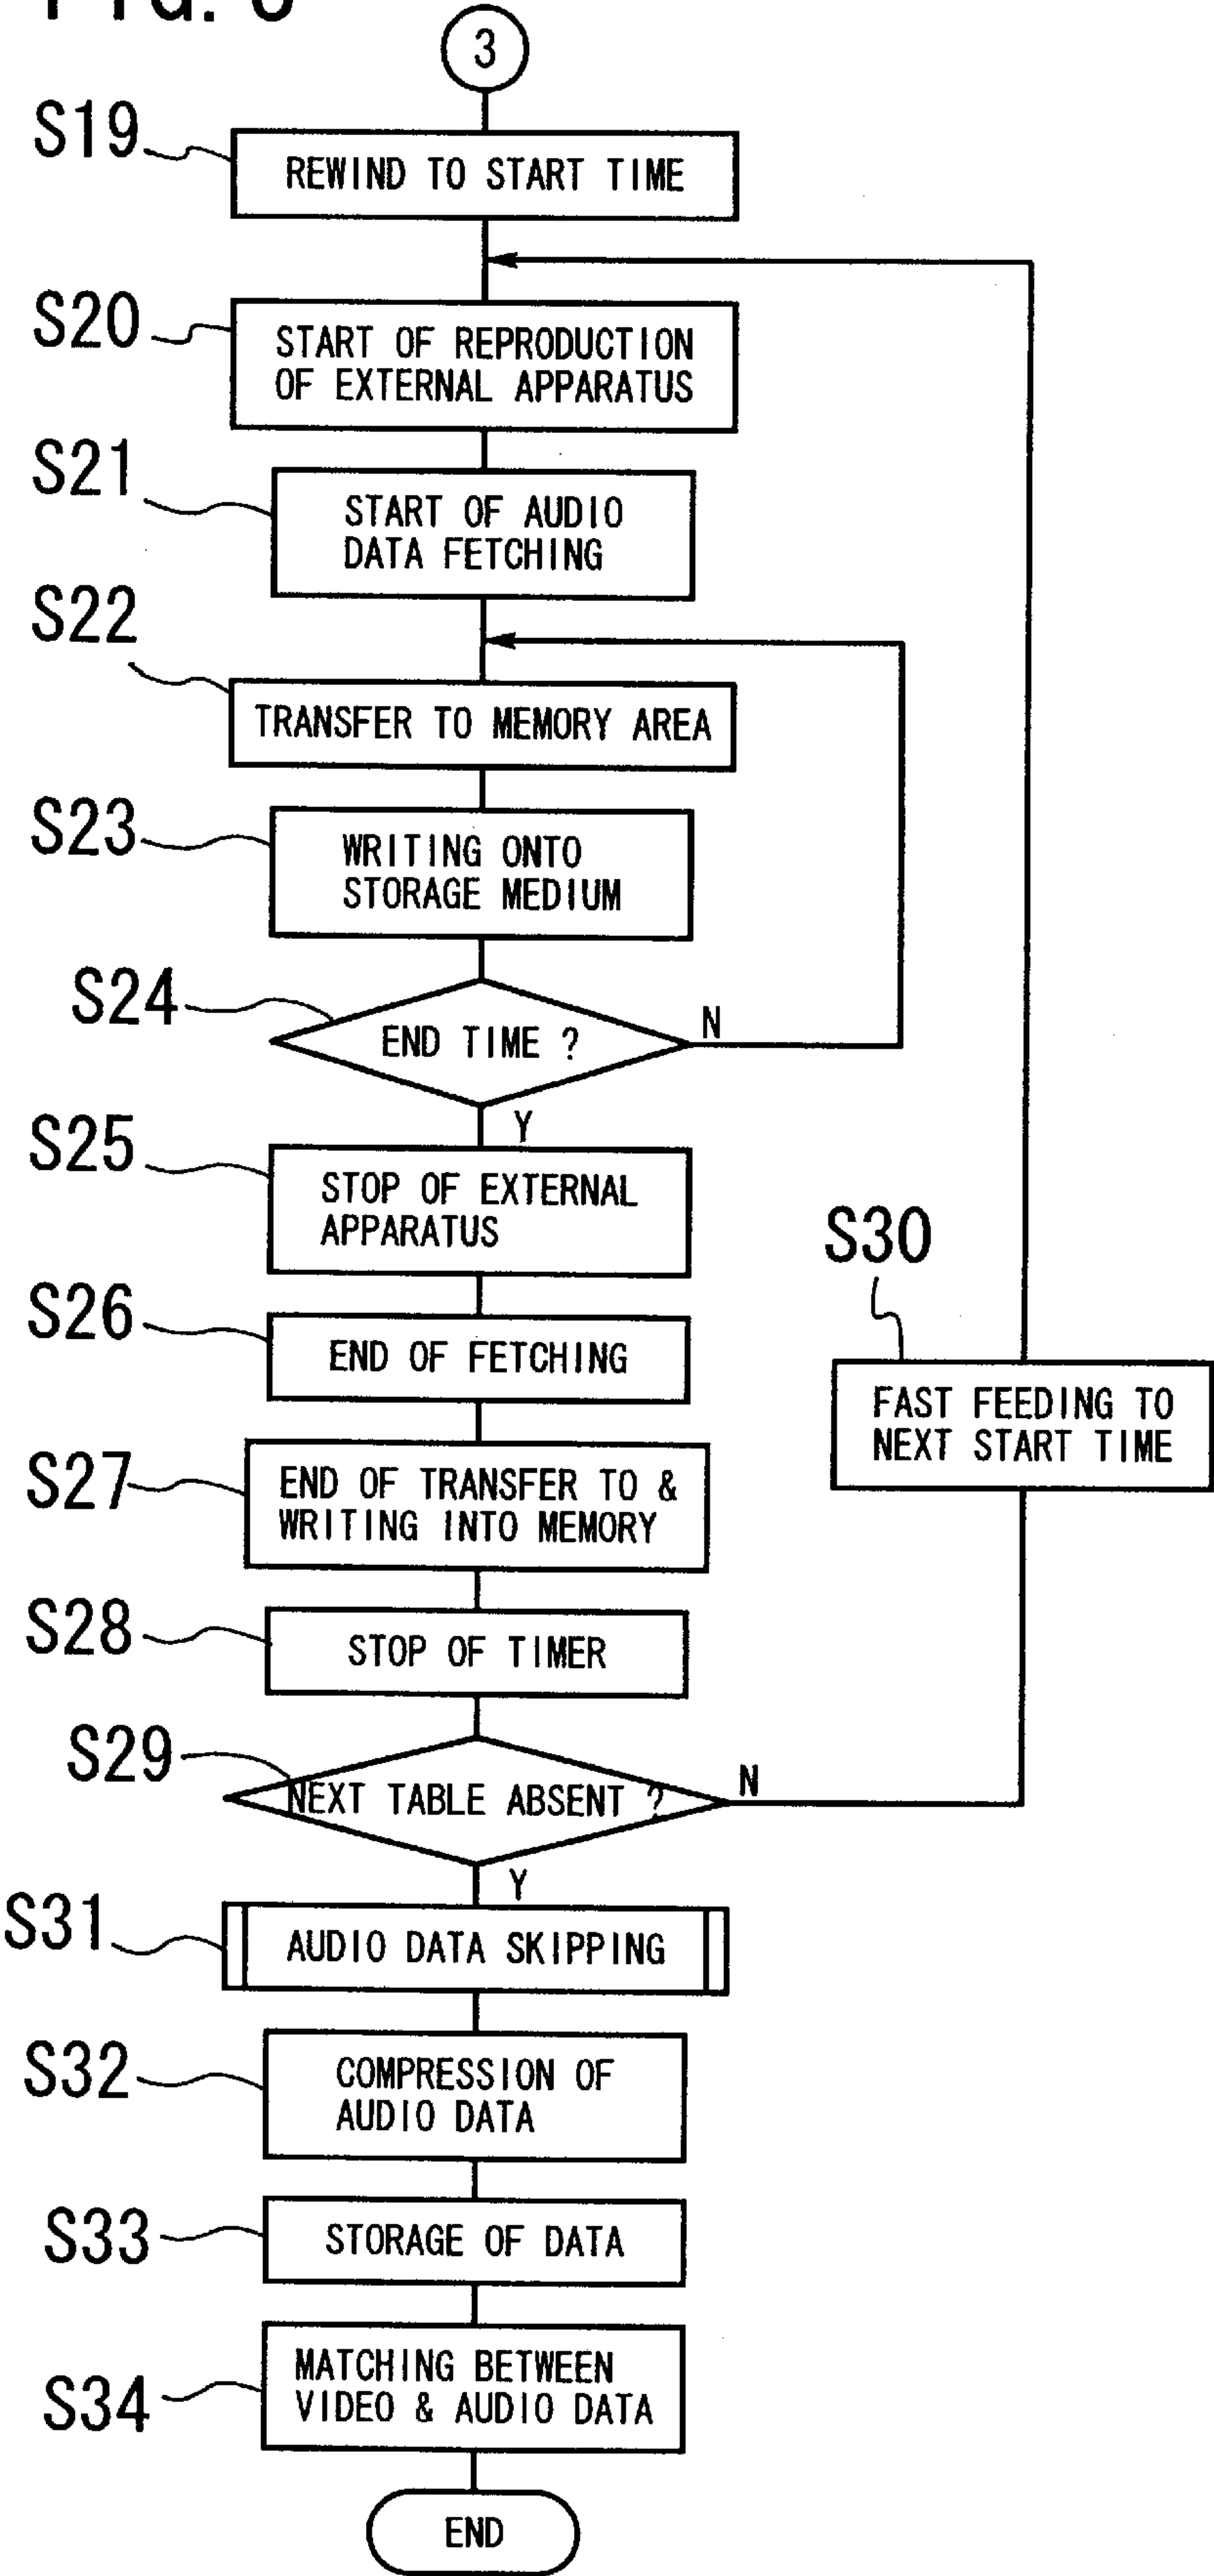 3
S19
REWIND TO START TIME
S20
START OF REPRODUCTION
OF EXTERNAL APPARATUS
S21
START OF AUDIO
DATA FETCHING
S22
TRANSFER TO MEMORY AREA
S23
WRITING ONTO
STORAGE MEDIUM
S24
END TIME ?
N
Y
S25
STOP OF EXTERNAL
APPARATUS
S26
END OF FETCHING
S30
FAST FEEDING TO
NEXT START TIME
S27
END OF TRANSFER TO &
WRITING INTO MEMORY
S28
STOP OF TIMER
S29
NEXT TABLE ABSENT ?
N
Y
S31
AUDIO DATA SKIPPING
S32
COMPRESSION OF
AUDIO DATA
S33
STORAGE OF DATA
S34
MATCHING BETWEEN
VIDEO & AUDIO DATA
END